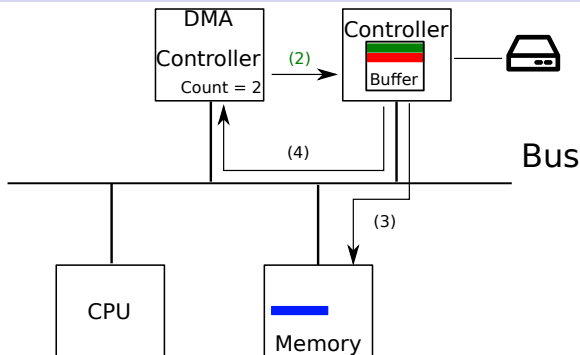 DMA
Controller
Count = 2
(2)
Controller
Buffer
(4)
Bus
(3)
CPU
Memory